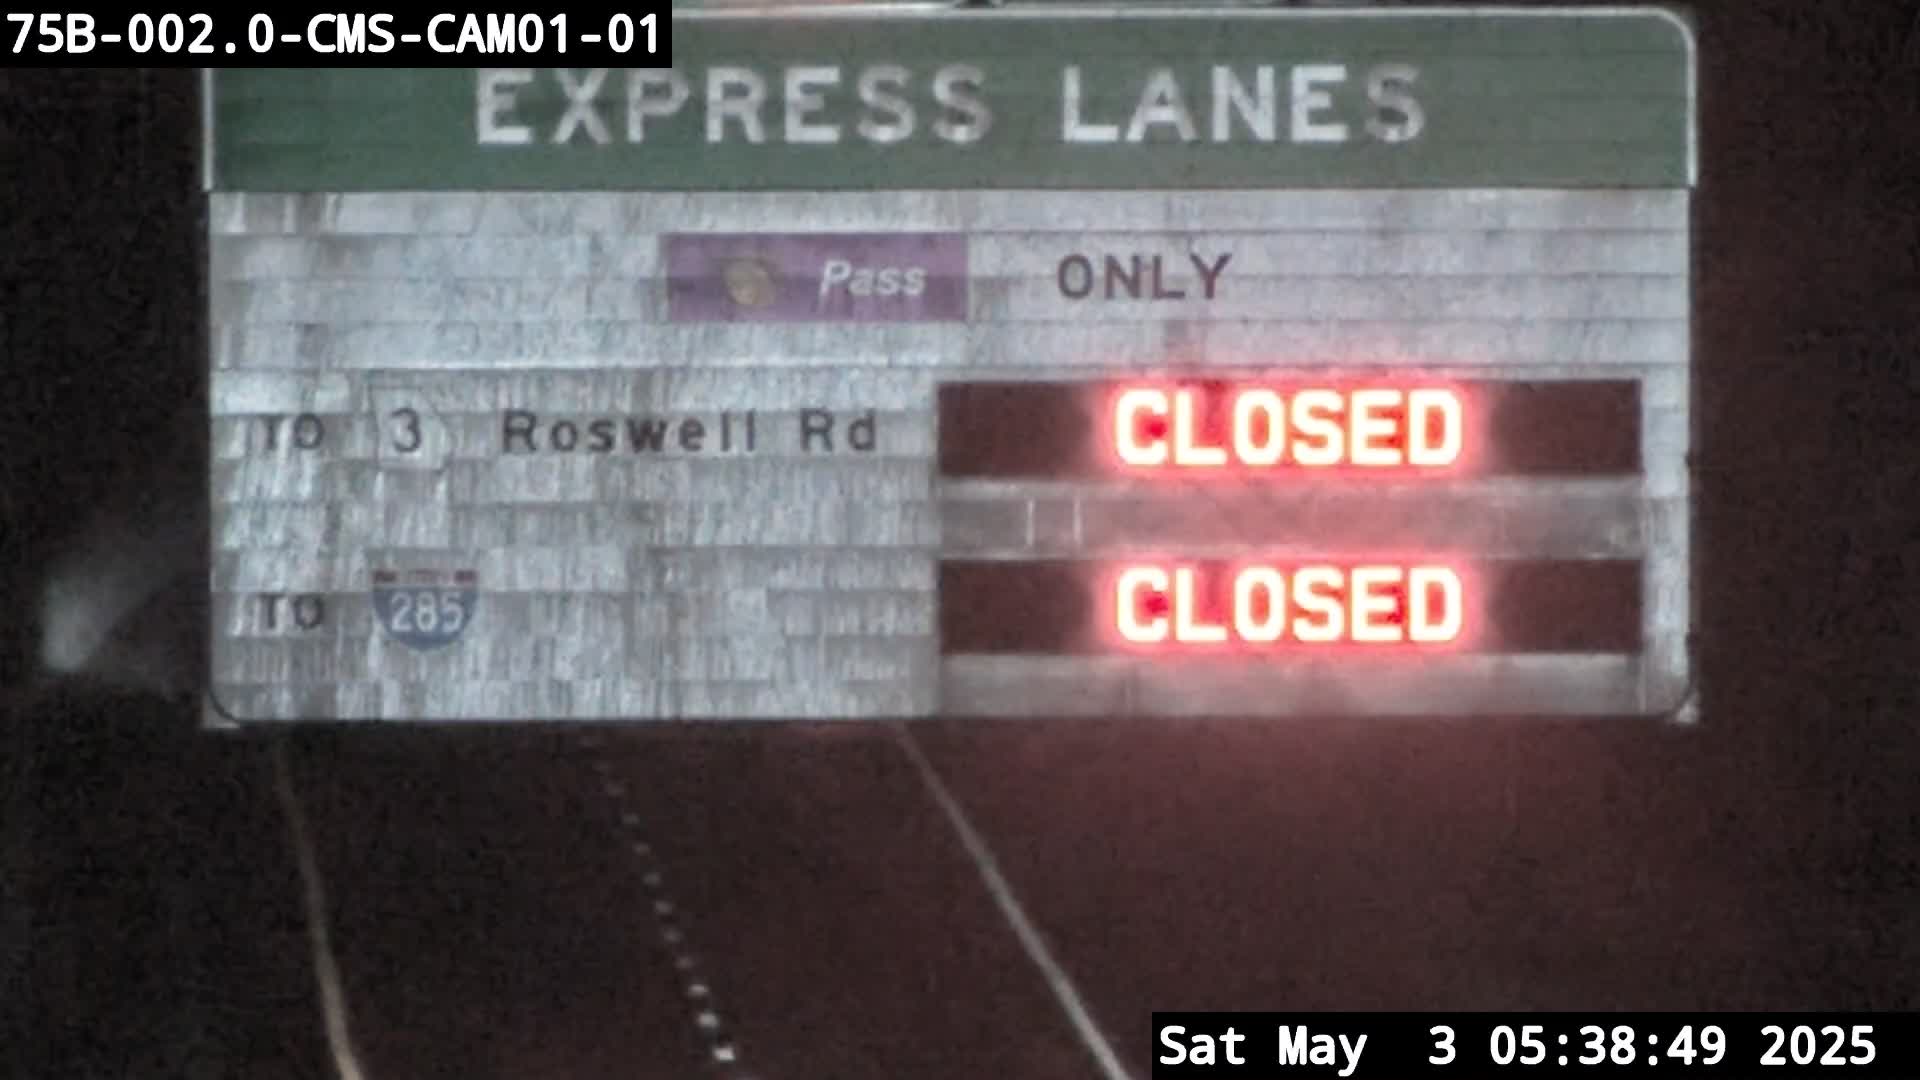 75B-002.0-CMS-CAM01-01
EXPRESS LANES
Pass ONLY
TO 3 Roswell Rd CLOSED
TO 285 CLOSED
Sat May 3 05:38:49 2025